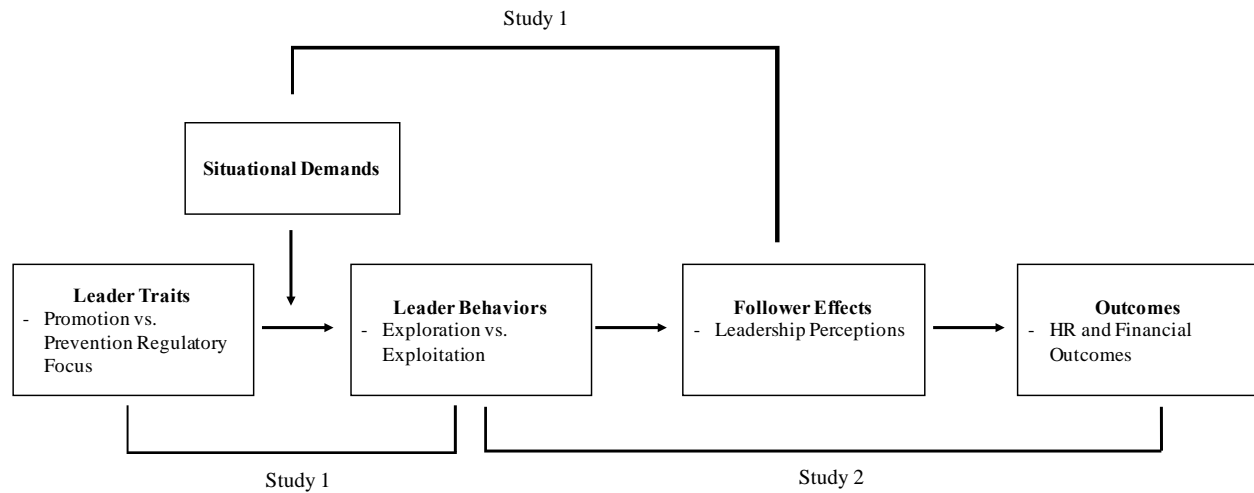 Study 1
Situational Demands
Leader Traits
- Promotion vs.
Prevention Regulatory
Focus
Leader Behaviors
- Exploration vs.
Exploitation
Follower Effects
- Leadership Perceptions
Outcomes
- HR and Financial
Outcomes
Study 1
Study 2